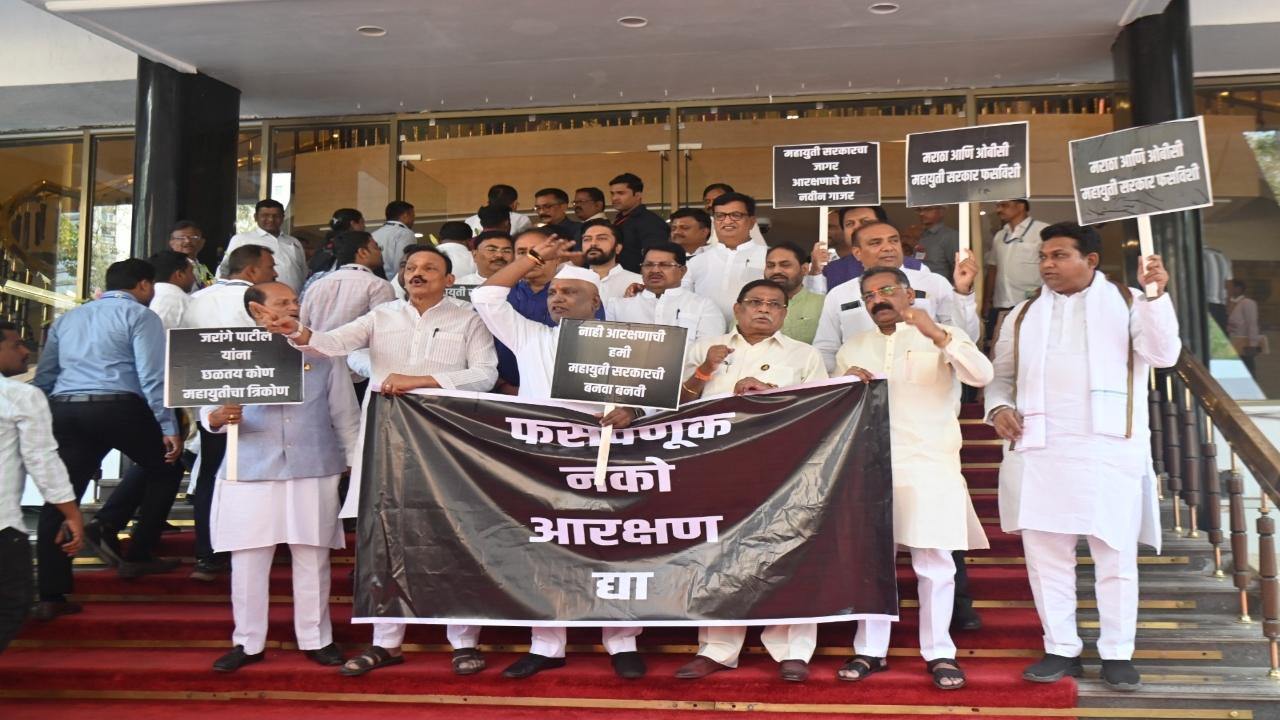 महायुती सरकारचा
जागर
आरक्षणाचे रोज
नवीन गाजर
मराठा आणि ओबीसी
महायुती सरकार फसविशी
मराठा आणि ओबीसी
महायुती सरकार फसविशी
जरांगे पाटील
यांना
छळतय कोण
महायुतीचा त्रिकोण
नाही आरक्षणाची
हमी
महायुती सरकारची
बनवा बनवी
महायुती
फसवणूक
नको
आरक्षण
द्या